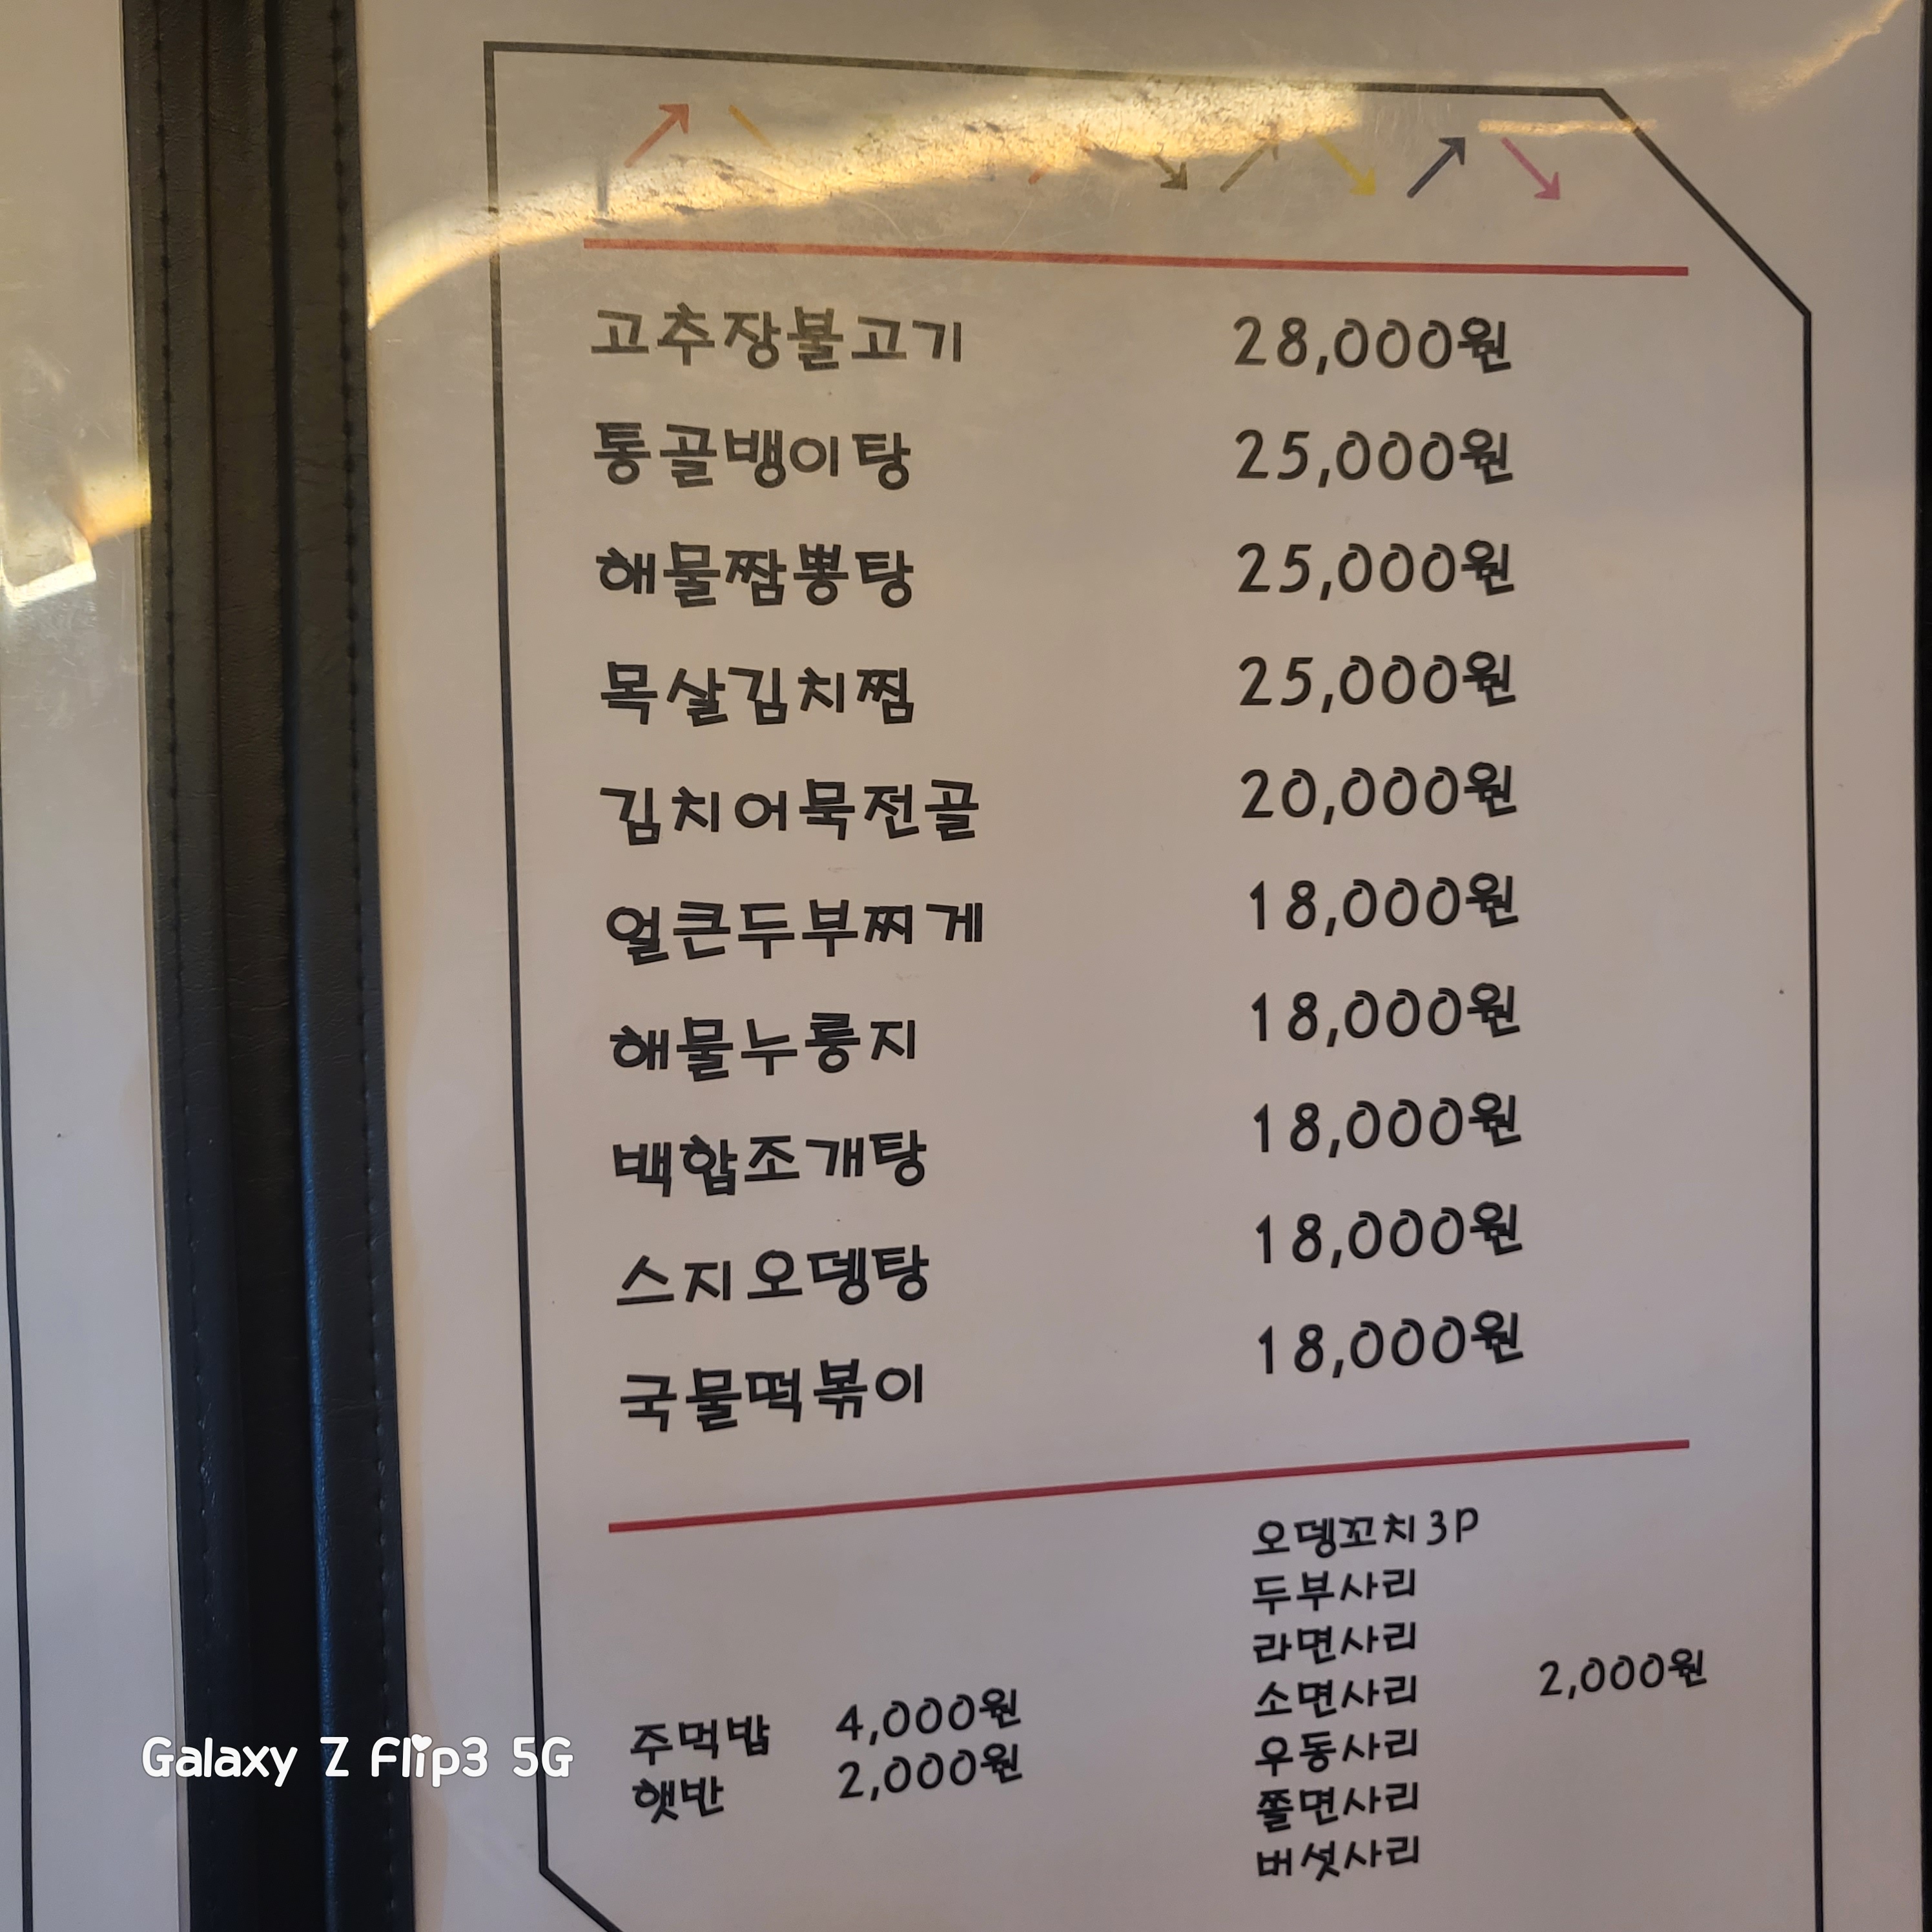 고추장불고기 28,000원
통골뱅이탕 25,000원
해물짬뽕탕 25,000원
목살김치찜 25,000원
김치어묵전골 20,000원
얼큰두부찌게 18,000원
해물누룽지 18,000원
백합조개탕 18,000원
스지오뎅탕 18,000원
국물떡볶이 18,000원
주먹밥 4,000원
햇반 2,000원
오뎅꼬치3P
두부사리
라면사리
소면사리 2,000원
우동사리
쫄면사리
버섯사리
Galaxy Z Flip3 5G